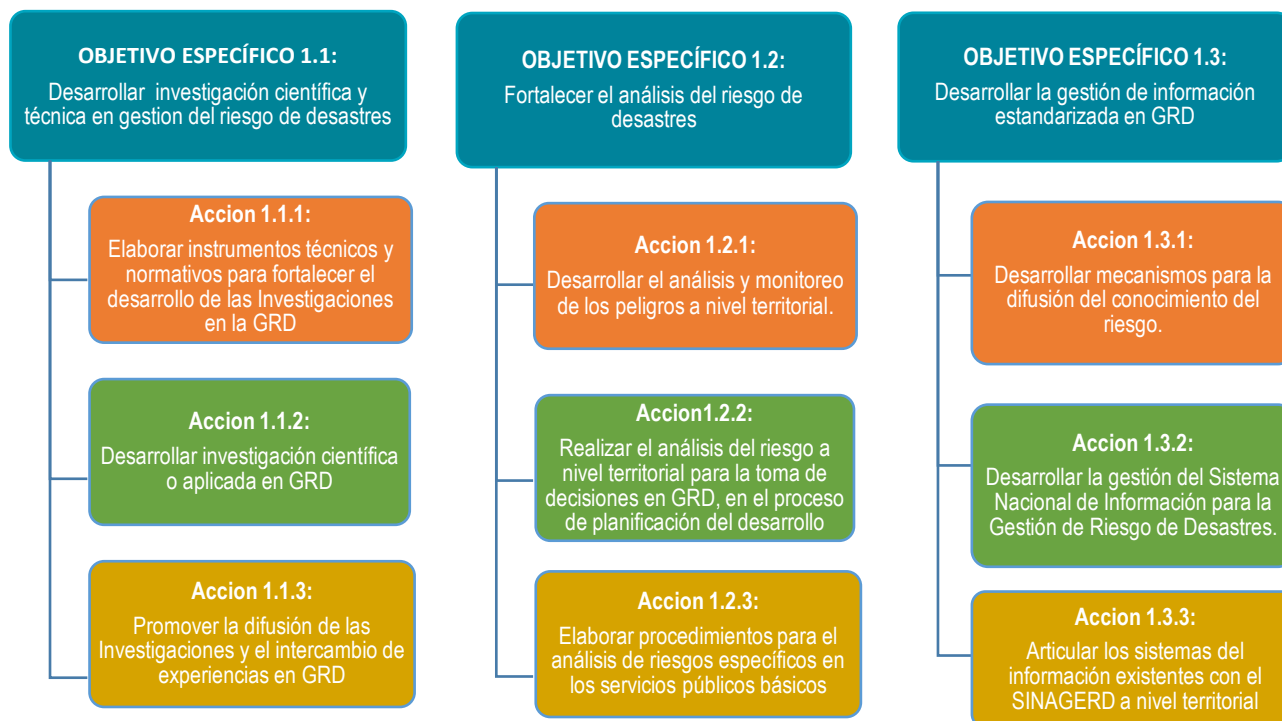 OBJETIVO ESPECÍFICO 1.1:
Desarrollar investigación científica y
técnica en gestion del riesgo de desastres
Accion 1.1.1:
Elaborar instrumentos técnicos y
normativos para fortalecer el
desarrollo de las Investigaciones
en la GRD
Accion 1.1.2:
Desarrollar investigación científica
o aplicada en GRD
Accion 1.1.3:
Promover la difusión de las
Investigaciones y el intercambio de
experiencias en GRD
OBJETIVO ESPECÍFICO 1.2:
Fortalecer el análisis del riesgo de
desastres
Accion 1.2.1:
Desarrollar el análisis y monitoreo
de los peligros a nivel territorial.
Accion1.2.2:
Realizar el análisis del riesgo a
nivel territorial para la toma de
decisiones en GRD, en el proceso
de planificación del desarrollo
Accion 1.2.3:
Elaborar procedimientos para el
análisis de riesgos específicos en
los servicios públicos básicos
OBJETIVO ESPECÍFICO 1.3:
Desarrollar la gestión de información
estandarizada en GRD
Accion 1.3.1:
Desarrollar mecanismos para la
difusión del conocimiento del
riesgo.
Accion 1.3.2:
Desarrollar la gestión del Sistema
Nacional de Información para la
Gestión de Riesgo de Desastres.
Accion 1.3.3:
Articular los sistemas del
información existentes con el
SINAGERD a nivel territorial